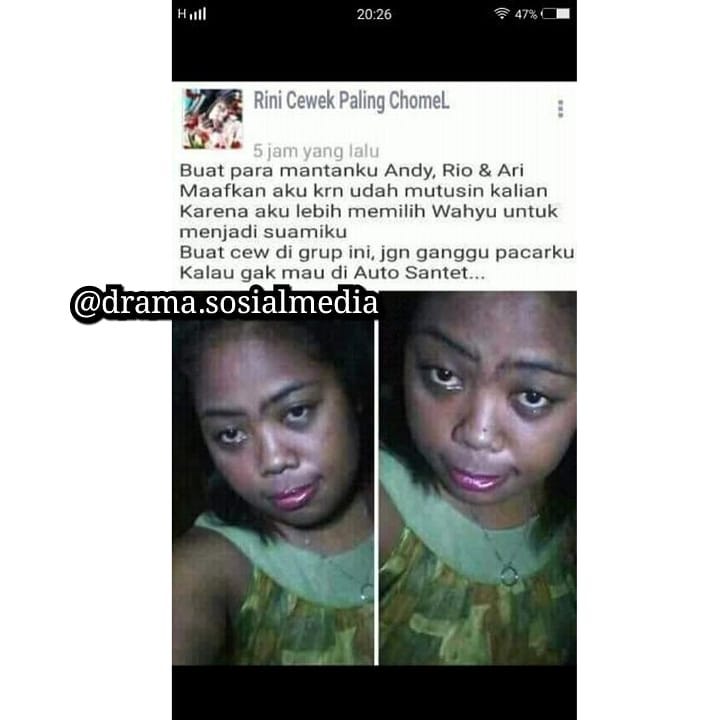 H 20:26 47%
Rini Cewek Paling ChomeL
5 jam yang lalu
Buat para mantanku Andy, Rio & Ari
Maafkan aku krn udah mutusin kalian
Karena aku lebih memilih Wahyu untuk
menjadi suamiku
Buat cew di grup ini, jgn ganggu pacarku
Kalau gak mau di Auto Santet...
@drama.sosialmedia